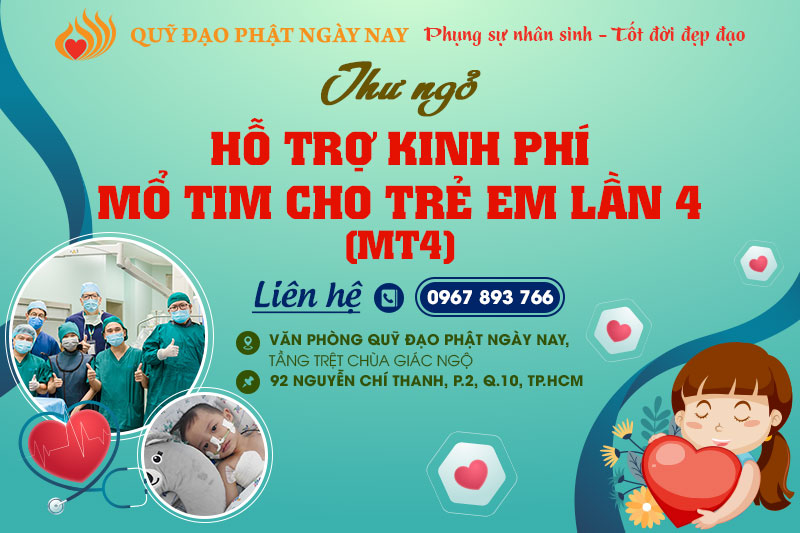 QUỸ ĐẠO PHẬT NGÀY NAY Phụng sự nhân sinh - Tốt đời đẹp đạo
Thư ngỏ
HỖ TRỢ KINH PHÍ
MỔ TIM CHO TRẺ EM LẦN 4
(MT4)
Liên hệ 0967 893 766
VĂN PHÒNG QUỸ ĐẠO PHẬT NGÀY NAY,
TẦNG TRỆT CHÙA GIÁC NGỘ
92 NGUYỄN CHÍ THANH, P.2, Q.10, TP.HCM